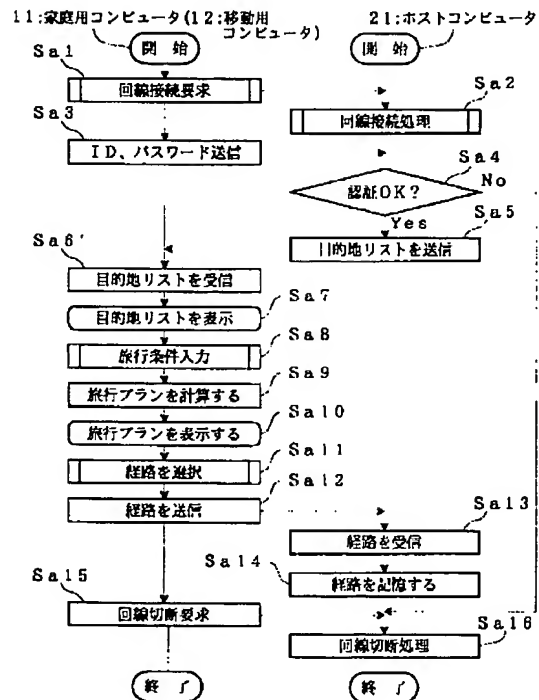 11:家庭用コンピュータ(12:移動用コンピュータ)
21:ホストコンピュータ
開始
開始
Sa1
回線接続要求
Sa2
回線接続処理
Sa3
ID、パスワード送信
Sa4
認証OK?
No
Yes
Sa5
目的地リストを送信
Sa6
目的地リストを受信
Sa7
目的地リストを表示
Sa8
旅行条件入力
Sa9
旅行プランを計算する
Sa10
旅行プランを表示する
Sa11
経路を選択
Sa12
経路を送信
Sa13
経路を受信
Sa14
経路を記憶する
Sa15
回線切断要求
Sa16
回線切断処理
終了
終了